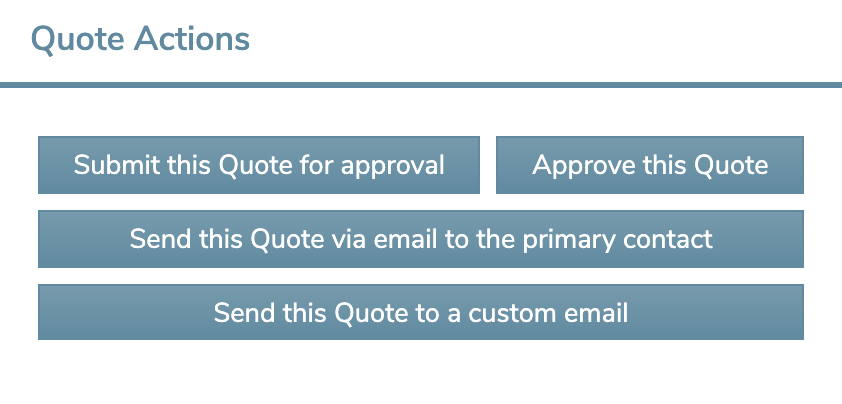 Quote Actions
Submit this Quote for approval
Approve this Quote
Send this Quote via email to the primary contact
Send this Quote to a custom email